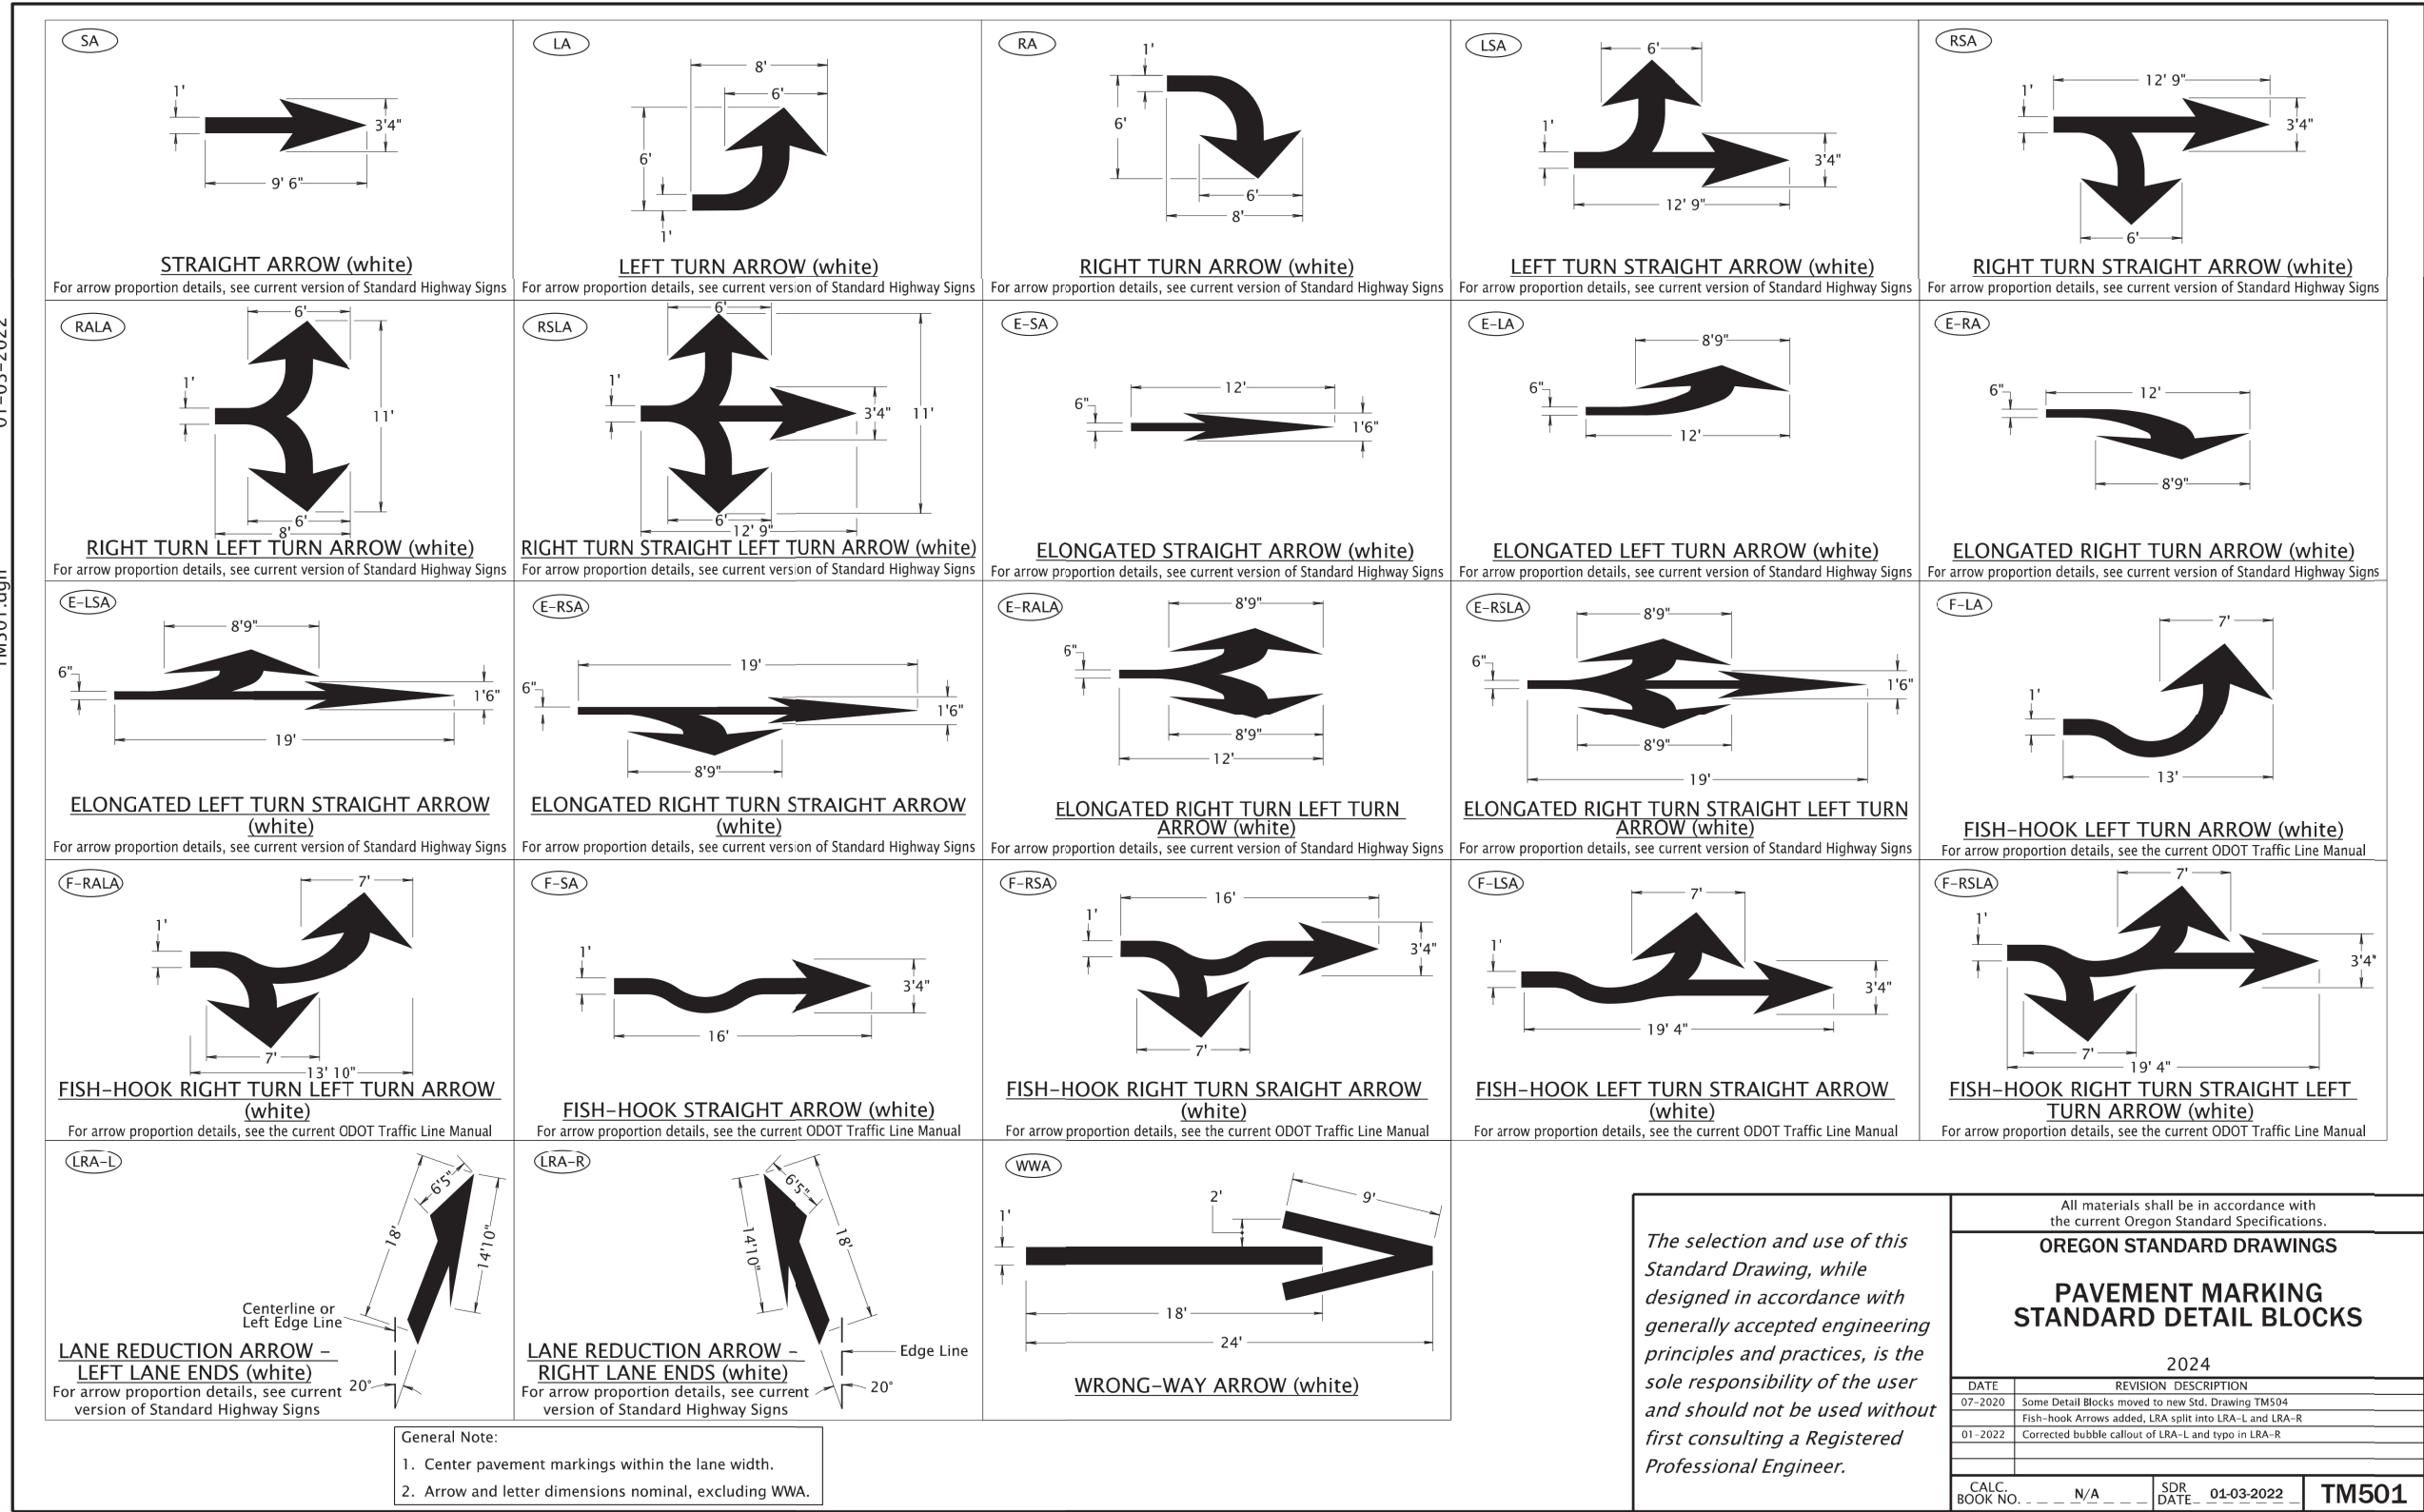 SA
1'
3'4"
9' 6"
STRAIGHT ARROW (white)
For arrow proportion details, see current version of Standard Highway Signs
LA
8'
6'
6'
1'
LEFT TURN ARROW (white)
For arrow proportion details, see current version of Standard Highway Signs
RA
1'
6'
6'
8'
RIGHT TURN ARROW (white)
For arrow proportion details, see current version of Standard Highway Signs
LSA
6'
1'
3'4"
12' 9"
LEFT TURN STRAIGHT ARROW (white)
For arrow proportion details, see current version of Standard Highway Signs
RSA
12' 9"
1'
3'4"
6'
RIGHT TURN STRAIGHT ARROW (white)
For arrow proportion details, see current version of Standard Highway Signs
RALA
6'
1'
11'
6'
8'
RIGHT TURN LEFT TURN ARROW (white)
For arrow proportion details, see current version of Standard Highway Signs
RSLA
6'
1'
3'4"
11'
6'
12' 9"
RIGHT TURN STRAIGHT LEFT TURN ARROW (white)
For arrow proportion details, see current version of Standard Highway Signs
E-SA
12'
6"
1'6"
ELONGATED STRAIGHT ARROW (white)
For arrow proportion details, see current version of Standard Highway Signs
E-LA
8'9"
6"
12'
ELONGATED LEFT TURN ARROW (white)
For arrow proportion details, see current version of Standard Highway Signs
E-RA
6"
12'
8'9"
ELONGATED RIGHT TURN ARROW (white)
For arrow proportion details, see current version of Standard Highway Signs
E-LSA
8'9"
6"
1'6"
19'
ELONGATED LEFT TURN STRAIGHT ARROW
(white)
For arrow proportion details, see current version of Standard Highway Signs
E-RSA
19'
6"
1'6"
8'9"
ELONGATED RIGHT TURN STRAIGHT ARROW
(white)
For arrow proportion details, see current version of Standard Highway Signs
E-RALA
8'9"
6"
8'9"
12'
ELONGATED RIGHT TURN LEFT TURN
ARROW (white)
For arrow proportion details, see current version of Standard Highway Signs
E-RSLA
8'9"
6"
1'6"
8'9"
19'
ELONGATED RIGHT TURN STRAIGHT LEFT TURN
ARROW (white)
For arrow proportion details, see current version of Standard Highway Signs
F-LA
7'
1'
13'
FISH-HOOK LEFT TURN ARROW (white)
For arrow proportion details, see the current ODOT Traffic Line Manual
F-RALA
7'
1'
7'
13' 10"
FISH-HOOK RIGHT TURN LEFT TURN ARROW
(white)
For arrow proportion details, see the current ODOT Traffic Line Manual
F-SA
1'
3'4"
16'
FISH-HOOK STRAIGHT ARROW (white)
For arrow proportion details, see the current ODOT Traffic Line Manual
F-RSA
16'
1'
3'4"
7'
FISH-HOOK RIGHT TURN SRAIGHT ARROW
(white)
For arrow proportion details, see the current ODOT Traffic Line Manual
F-LSA
7'
1'
3'4"
19' 4"
FISH-HOOK LEFT TURN STRAIGHT ARROW
(white)
For arrow proportion details, see the current ODOT Traffic Line Manual
F-RSLA
7'
1'
3'4"
7'
19' 4"
FISH-HOOK RIGHT TURN STRAIGHT LEFT
TURN ARROW (white)
For arrow proportion details, see the current ODOT Traffic Line Manual
LRA-L
6'5"
18'
14'10"
Centerline or
Left Edge Line
LANE REDUCTION ARROW -
LEFT LANE ENDS (white)
For arrow proportion details, see current
version of Standard Highway Signs
20°
LRA-R
6'5"
14'10"
18'
Edge Line
LANE REDUCTION ARROW -
RIGHT LANE ENDS (white)
For arrow proportion details, see current
version of Standard Highway Signs
20°
WWA
2'
9'
1'
18'
24'
WRONG-WAY ARROW (white)
General Note:
1. Center pavement markings within the lane width.
2. Arrow and letter dimensions nominal, excluding WWA.
The selection and use of this
Standard Drawing, while
designed in accordance with
generally accepted engineering
principles and practices, is the
sole responsibility of the user
and should not be used without
first consulting a Registered
Professional Engineer.
All materials shall be in accordance with
the current Oregon Standard Specifications.
OREGON STANDARD DRAWINGS
PAVEMENT MARKING
STANDARD DETAIL BLOCKS
2024
DATE REVISION DESCRIPTION
07-2020 Some Detail Blocks moved to new Std. Drawing TM504
Fish-hook Arrows added, LRA split into LRA-L and LRA-R
01-2022 Corrected bubble callout of LRA-L and typo in LRA-R
CALC.
BOOK NO. N/A
SDR
DATE 01-03-2022
TM501